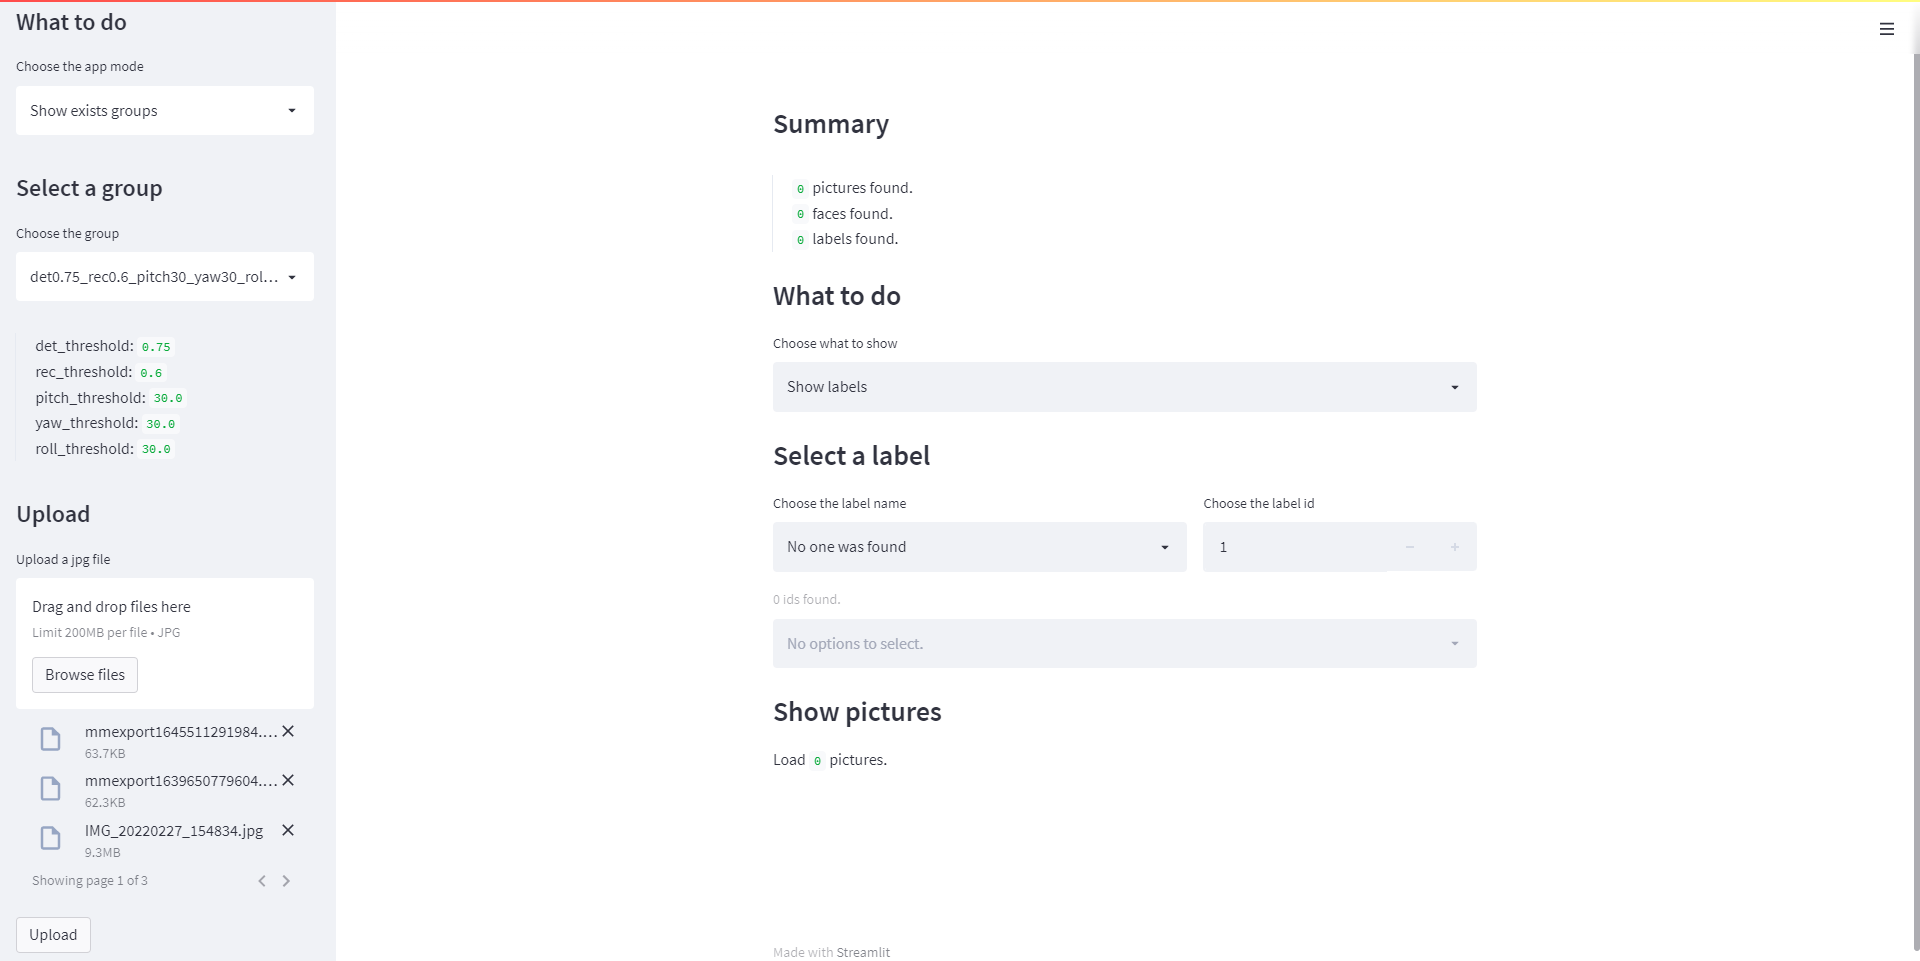 What to do
Choose the app mode
Show exists groups
Select a group
Choose the group
det0.75_rec0.6_pitch30_yaw30_rol...
det_threshold: 0.75
rec_threshold: 0.6
pitch_threshold: 30.0
yaw_threshold: 30.0
roll_threshold: 30.0
Upload
Upload a jpg file
Drag and drop files here
Limit 200MB per file • JPG
Browse files
mmexport1645511291984....
63.7KB
mmexport1639650779604....
62.3KB
IMG_20220227_154834.jpg
9.3MB
Showing page 1 of 3
Upload
Summary
0 pictures found.
0 faces found.
0 labels found.
What to do
Choose what to show
Show labels
Select a label
Choose the label name
Choose the label id
No one was found
1
0 ids found.
No options to select.
Show pictures
Load 0 pictures.
Made with Streamlit